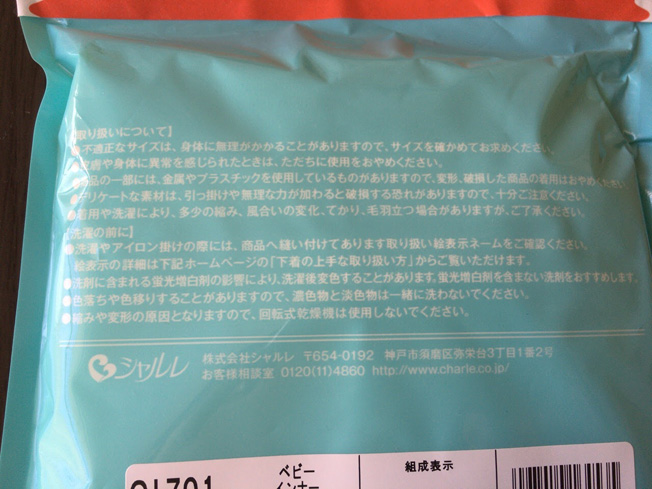 【取り扱いについて】
●不適正なサイズは、身体に無理がかかることがありますので、サイズを確かめてお求めください。
●皮膚や身体に異常を感じられたときは、ただちに使用をおやめください。
●商品の一部には、金属やプラスチックを使用しているものがありますので、変形、破損した商品の着用はおやめください
●デリケートな素材は、引っ掛けや無理な力が加わると破損する恐れがありますので、十分ご注意ください。
●着用や洗濯により、多少の縮み、風合いの変化、てかり、毛羽立つ場合がありますが、ご了承ください。
【洗濯の前に】
●洗濯やアイロン掛けの際には、商品へ縫い付けてあります取り扱い絵表示ネームをご確認ください。
絵表示の詳細は下記ホームページの「下着の上手な取り扱い方」からご覧いただけます。
●洗剤に含まれる蛍光増白剤の影響により、洗濯後変色することがあります。蛍光増白剤を含まない洗剤をおすすめします。
●色落ちや色移りすることがありますので、濃色物と淡色物は一緒に洗わないでください。
●縮みや変形の原因となりますので、回転式乾燥機は使用しないでください。
シャルレ 株式会社シャルレ 〒654-0192 神戸市須磨区弥栄台3丁目1番2号
お客様相談室 0120(11)4860 http://www.charle.co.jp/
ベビー
インナー
組成表示